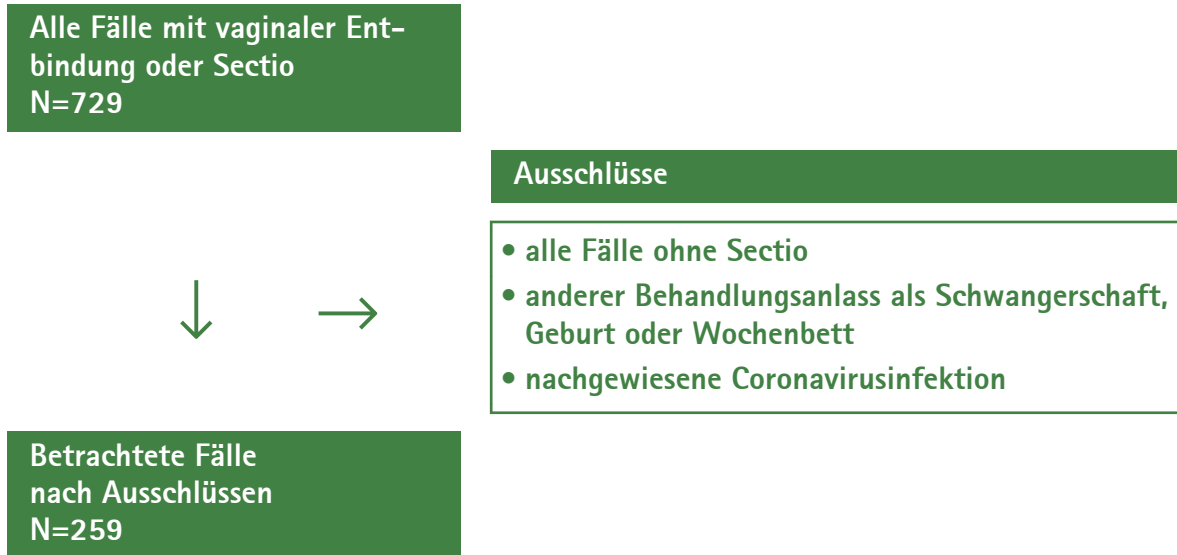 Alle Fälle mit vaginaler Ent-
bindung oder Sectio
N=729
Ausschlüsse
• alle Fälle ohne Sectio
• anderer Behandlungsanlass als Schwangerschaft,
Geburt oder Wochenbett
• nachgewiesene Coronavirusinfektion
Betrachtete Fälle
nach Ausschlüssen
N=259